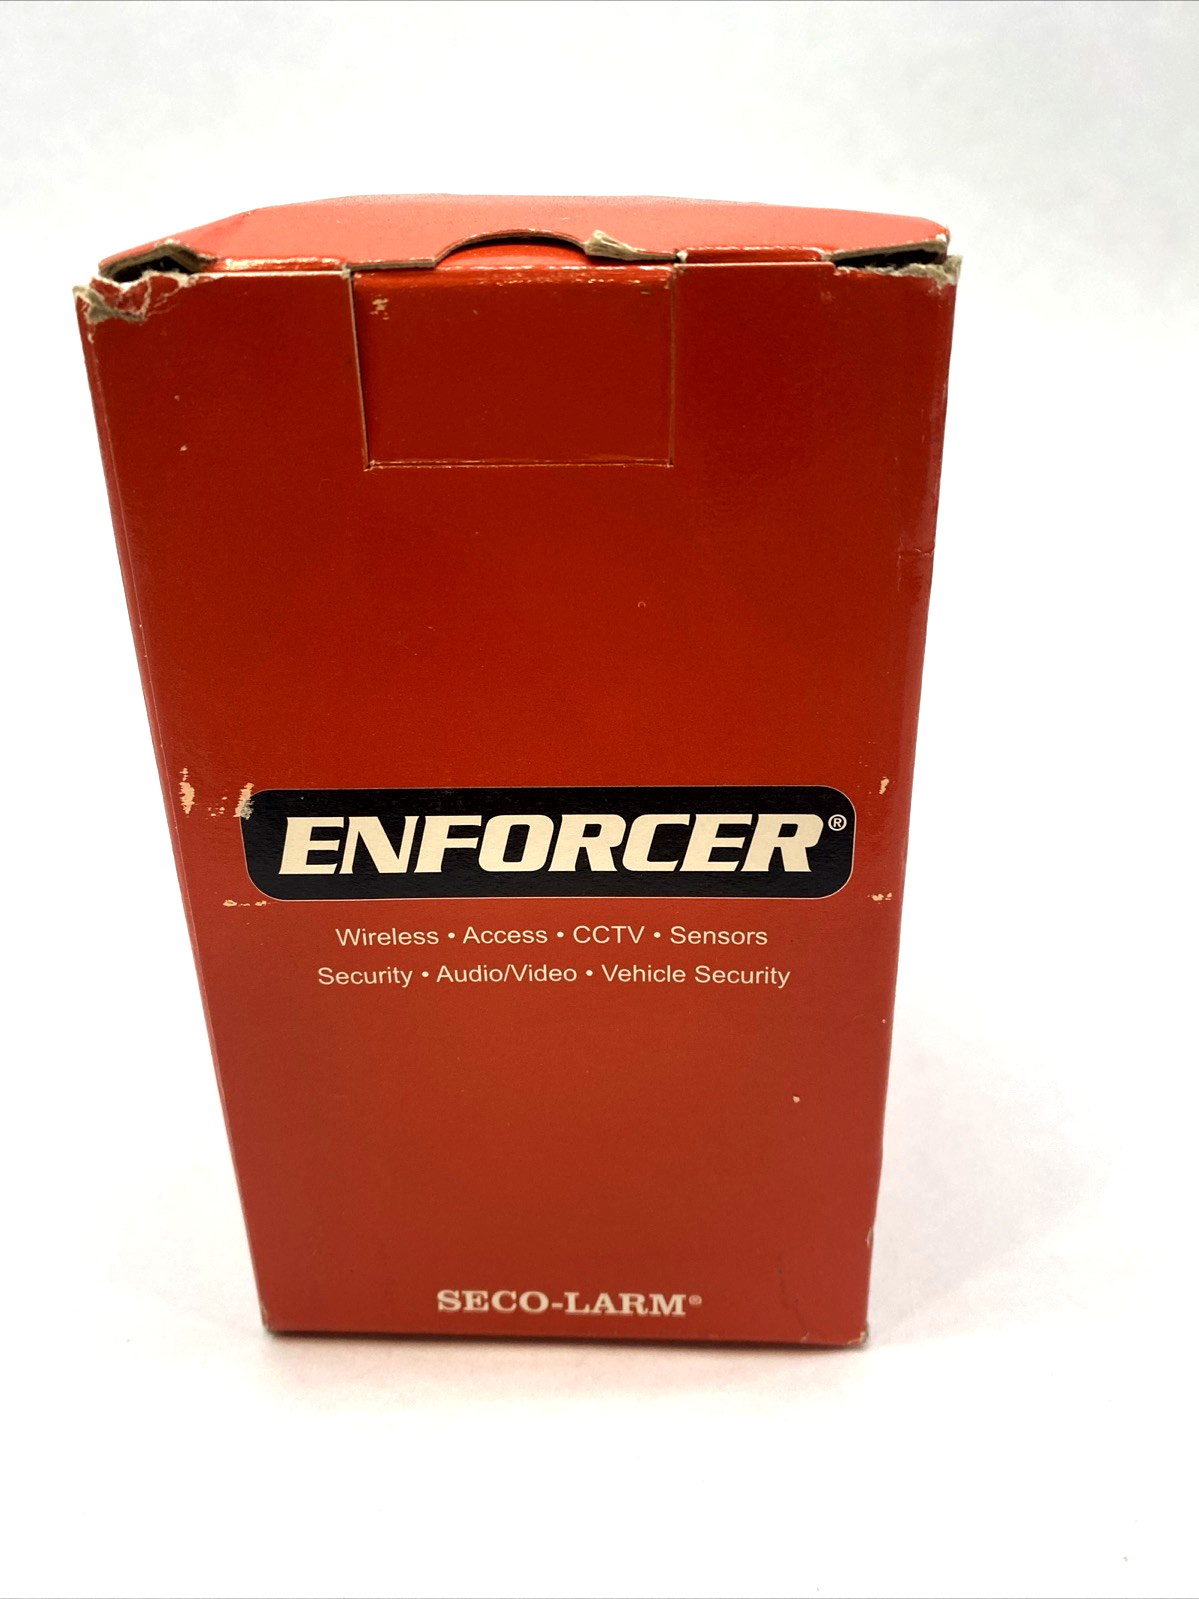 ENFORCER®
Wireless • Access • CCTV • Sensors
Security • Audio/Video • Vehicle Security
SECO-LARM®